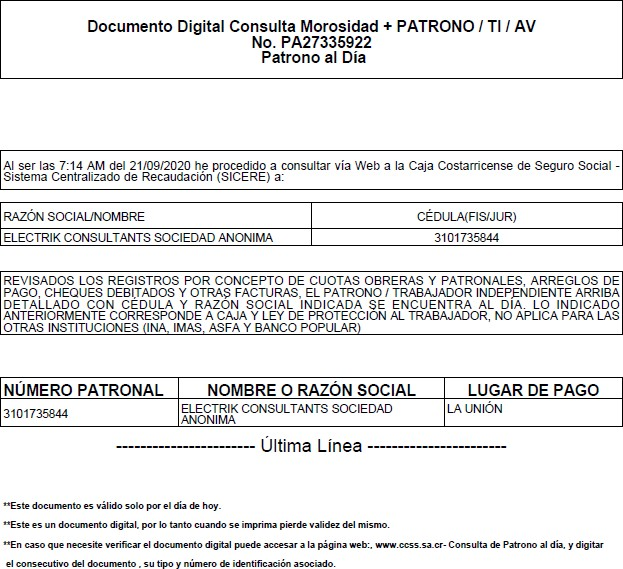 Documento Digital Consulta Morosidad + PATRONO / TI / AV
No. PA27335922
Patrono al Día
Al ser las 7:14 AM del 21/09/2020 he procedido a consultar vía Web a la Caja Costarricense de Seguro Social -
Sistema Centralizado de Recaudación (SICERE) a:
RAZÓN SOCIAL/NOMBRE CÉDULA(FIS/JUR)
ELECTRIK CONSULTANTS SOCIEDAD ANONIMA 3101735844
REVISADOS LOS REGISTROS POR CONCEPTO DE CUOTAS OBRERAS Y PATRONALES, ARREGLOS DE
PAGO, CHEQUES DEBITADOS Y OTRAS FACTURAS, EL PATRONO / TRABAJADOR INDEPENDIENTE ARRIBA
DETALLADO CON CÉDULA Y RAZÓN SOCIAL INDICADA SE ENCUENTRA AL DÍA. LO INDICADO
ANTERIORMENTE CORRESPONDE A CAJA Y LEY DE PROTECCIÓN AL TRABAJADOR, NO APLICA PARA LAS
OTRAS INSTITUCIONES (INA, IMAS, ASFA Y BANCO POPULAR)
NÚMERO PATRONAL NOMBRE O RAZÓN SOCIAL LUGAR DE PAGO
3101735844 ELECTRIK CONSULTANTS SOCIEDAD LA UNIÓN
ANONIMA
----------------------- Última Línea -----------------------
**Este documento es válido solo por el día de hoy.
**Este es un documento digital, por lo tanto cuando se imprima pierde validez del mismo.
**En caso que necesite verificar el documento digital puede accesar a la página web:, www.ccss.sa.cr- Consulta de Patrono al día, y digitar
el consecutivo del documento , su tipo y número de identificación asociado.